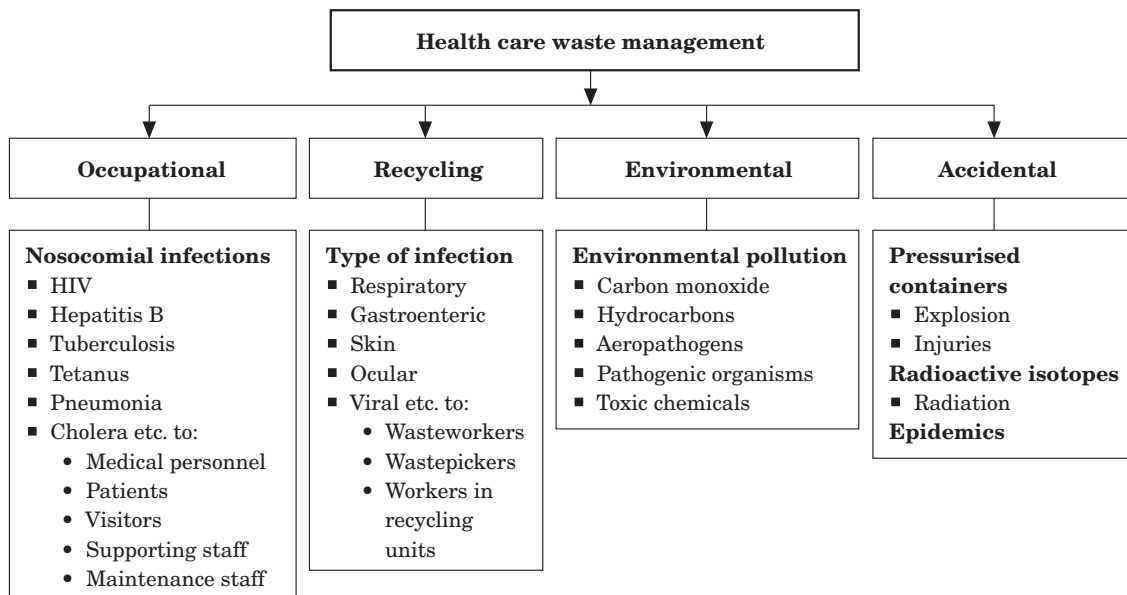 Health care waste management
Occupational
Recycling
Environmental
Accidental
Nosocomial infections
■ HIV
■ Hepatitis B
■ Tuberculosis
■ Tetanus
■ Pneumonia
■ Cholera etc. to:
• Medical personnel
• Patients
• Visitors
• Supporting staff
• Maintenance staff
Type of infection
■ Respiratory
■ Gastroenteric
■ Skin
■ Ocular
■ Viral etc. to:
• Wasteworkers
• Wastepickers
• Workers in
recycling
units
Environmental pollution
■ Carbon monoxide
■ Hydrocarbons
■ Aeropathogens
■ Pathogenic organisms
■ Toxic chemicals
Pressurised
containers
■ Explosion
■ Injuries
Radioactive isotopes
■ Radiation
Epidemics